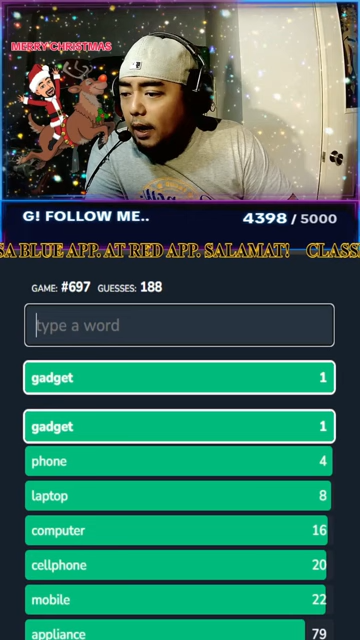 MERRY CHRISTMAS
G! FOLLOW ME.. 4398 / 5000
SA BLUE APP. AT RED APP. SALAMAT! CLASS
GAME: #697 GUESSES: 188
type a word
gadget 1
gadget 1
phone 4
laptop 8
computer 16
cellphone 20
mobile 22
appliance 79